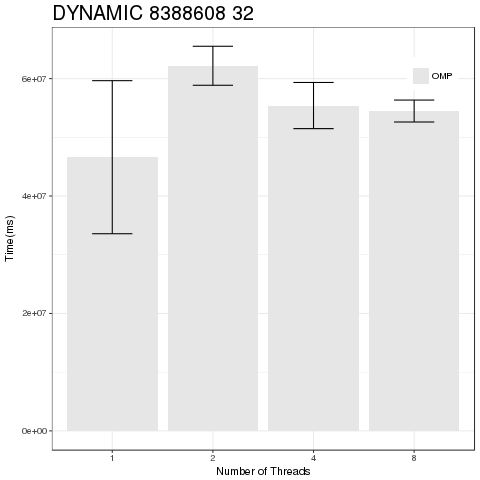 DYNAMIC 8388608 32
Time(ms)
6e+07
4e+07
2e+07
0e+00
OMP
1 2 4 8
Number of Threads